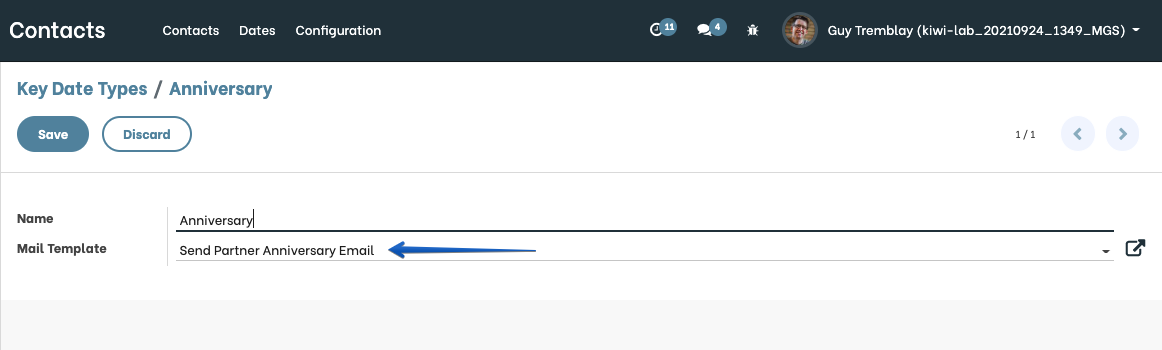 Contacts Contacts Dates Configuration 11 4 Guy Tremblay (kiwi-lab_20210924_1349_MGS)
Key Date Types / Anniversary
Save Discard 1 / 1
Name Anniversary
Mail Template Send Partner Anniversary Email